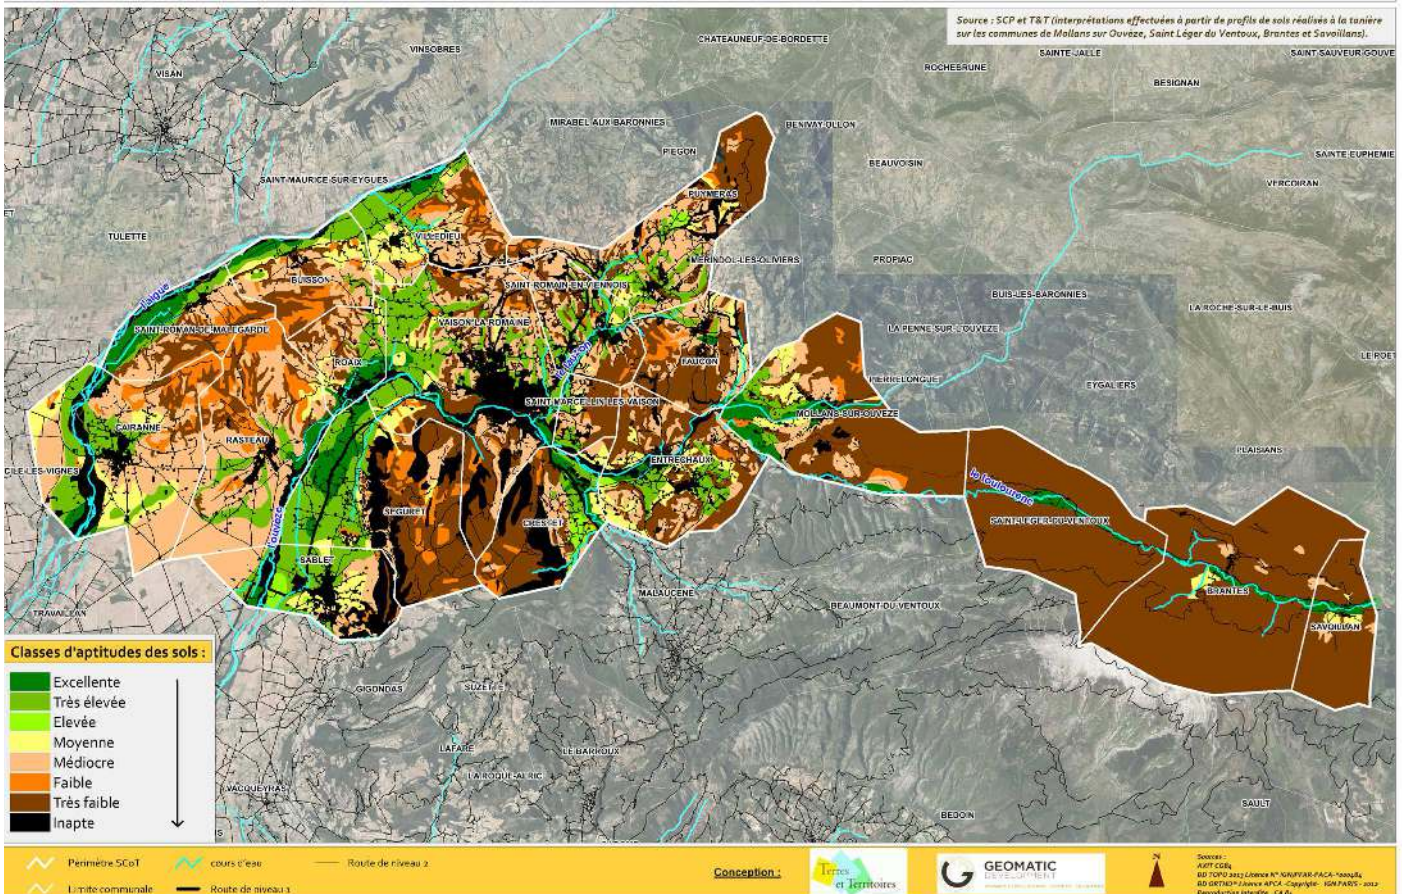 Source : SCP et T&T (interprétations effectuées à partir de profils de sols réalisés à la tarière
sur les communes de Mollans sur Ouvèze, Saint Léger du Ventoux, Brantes et Savoillans).
CHATEAUNEUF-DE-BORDETTE
VINSOBRES
SAINTE-JALLE
SAINT-SAUVEUR-GOUVE
ROCHEBRUNE
VISAN
BESIGNAN
MIRABEL-AUX-BARONNIES
BENIVAY-OLLON
PIEGON
BEAUVOISIN
SAINTE-EUPHEMIE
SAINT-MAURICE-SUR-EYGUES
VERCOIRAN
PUYMERAS
TULETTE
VILLEDIEU
MERINDOL-LES-OLIVIERS
PROPIAC
BUISSON
SAINT-ROMAIN-EN-VIENNOIS
BUIS-LES-BARONNIES
l'aigue
LA ROCHE-SUR-LE-BUIS
SAINT-ROMAN-DE-MALEGARDE
VAISON-LA-ROMAINE
LA PENNE-SUR-L'OUVEZE
ROAIX
FAUCON
LE POET
PIERRELONGUE
EYGALIERS
SAINT-MARCELLIN-LES-VAISON
MOLLANS-SUR-OUVEZE
CAIRANNE
RASTEAU
PLAISIANS
ENTRECHAUX
CILE-LES-VIGNES
le toulourenc
SEGURET
CRESTET
SAINT-LEGER-DU-VENTOUX
l'ouveze
SABLET
MALAUCENE
BRANTES
BEAUMONT-DU-VENTOUX
TRAVAILLAN
SAVOILLAN
Classes d'aptitudes des sols :
Excellente
Très élevée
Elevée
Moyenne
Médiocre
Faible
Très faible
Inapte
GIGONDAS
SUZETTE
LAFARE
LE BARROUX
LA ROQUE-ALRIC
VACQUEYRAS
SAULT
BEDOIN
Périmètre SCoT
cours d'eau
Route de niveau 2
Limite communale
Route de niveau 1
Conception :
Terres
et Territoires
GEOMATIC
DEVELOPPEMENT
N
Sources :